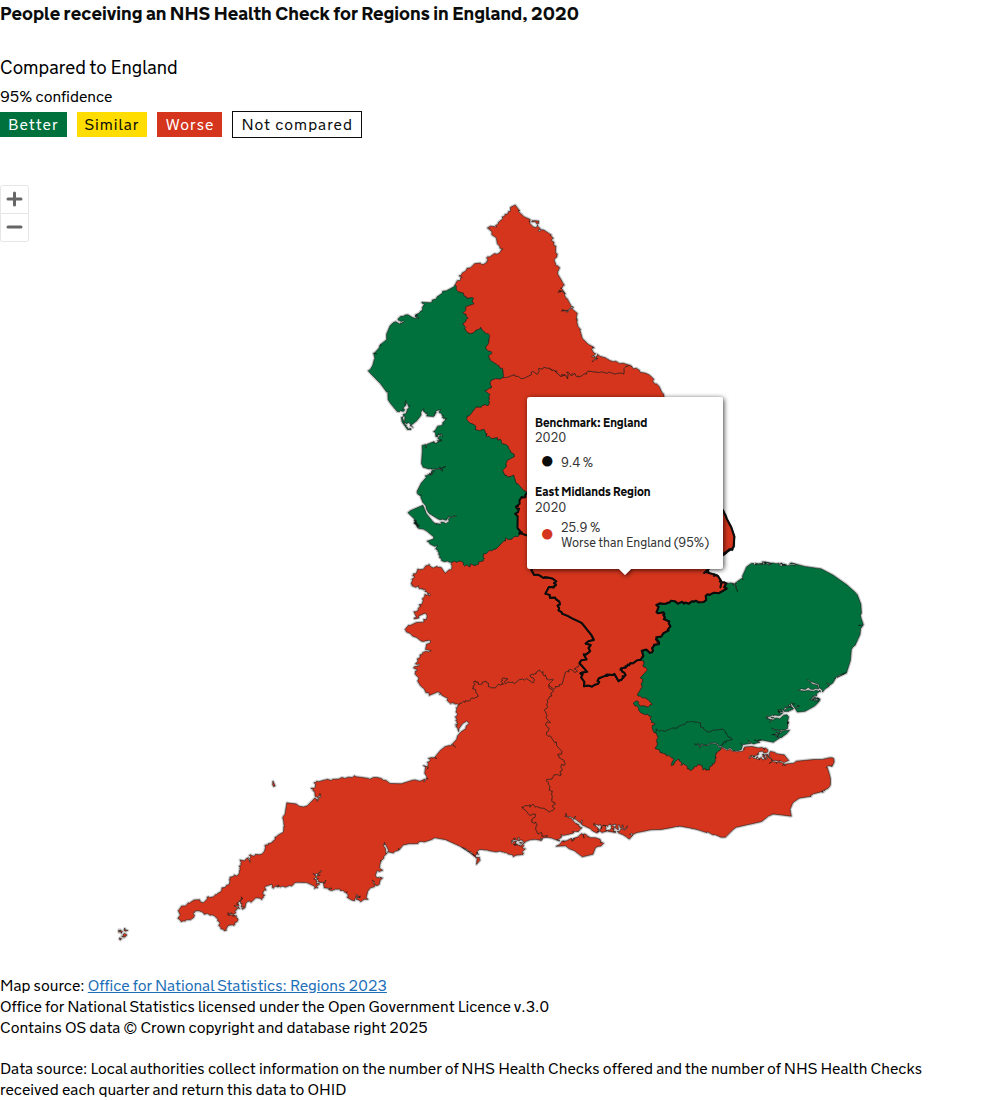 People receiving an NHS Health Check for Regions in England, 2020
Compared to England
95% confidence
Better Similar Worse Not compared
+
−
Benchmark: England
2020
9.4 %
East Midlands Region
2020
25.9 %
Worse than England (95%)
Map source: Office for National Statistics: Regions 2023
Office for National Statistics licensed under the Open Government Licence v.3.0
Contains OS data © Crown copyright and database right 2025
Data source: Local authorities collect information on the number of NHS Health Checks offered and the number of NHS Health Checks
received each quarter and return this data to OHID